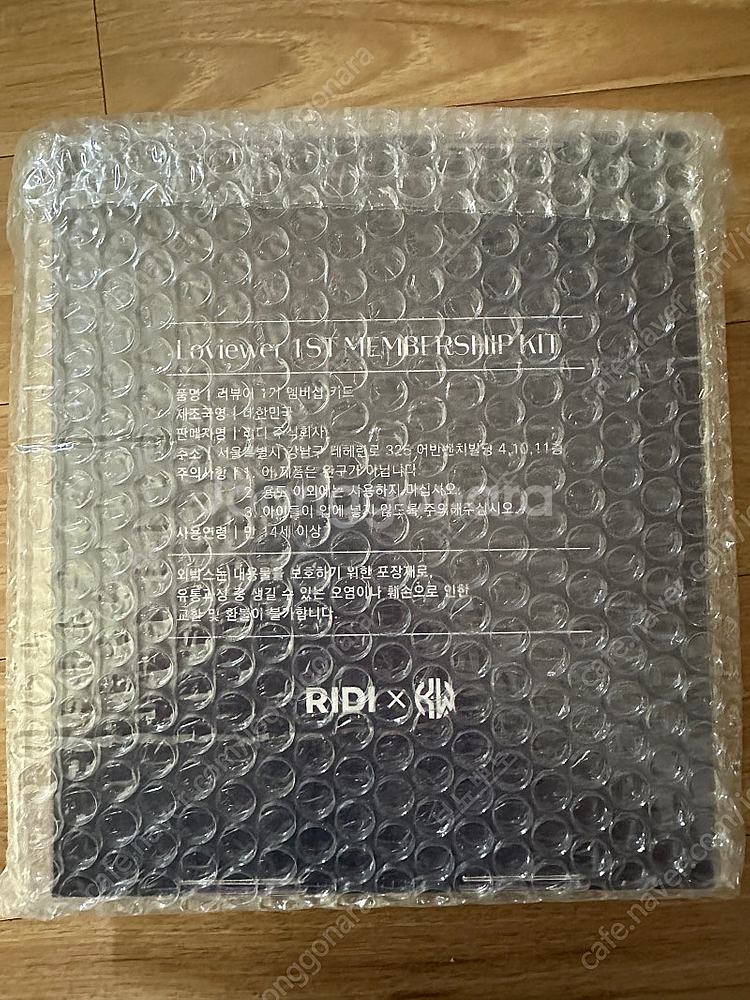 Loviewer 1ST MEMBERSHIP KIT
품명 | 러뷰어 1기 멤버십 키트
제조국명 | 대한민국
판매자명 | 리디 주식회사
주소 | 서울특별시 강남구 테헤란로 325 어반벤치빌딩 4,10,11층
주의사항 | 1. 이 제품은 완구가 아닙니다.
2. 용도 이외에는 사용하지 마십시오.
3. 아이들이 입에 넣지 않도록 주의해주십시오.
사용연령 | 만 14세 이상
외박스는 내용물을 보호하기 위한 포장재로,
유통과정 중 생길 수 있는 오염이나 훼손으로 인한
교환 및 환불이 불가합니다.
RIDI ×
joonggonara
cafe.naver.com